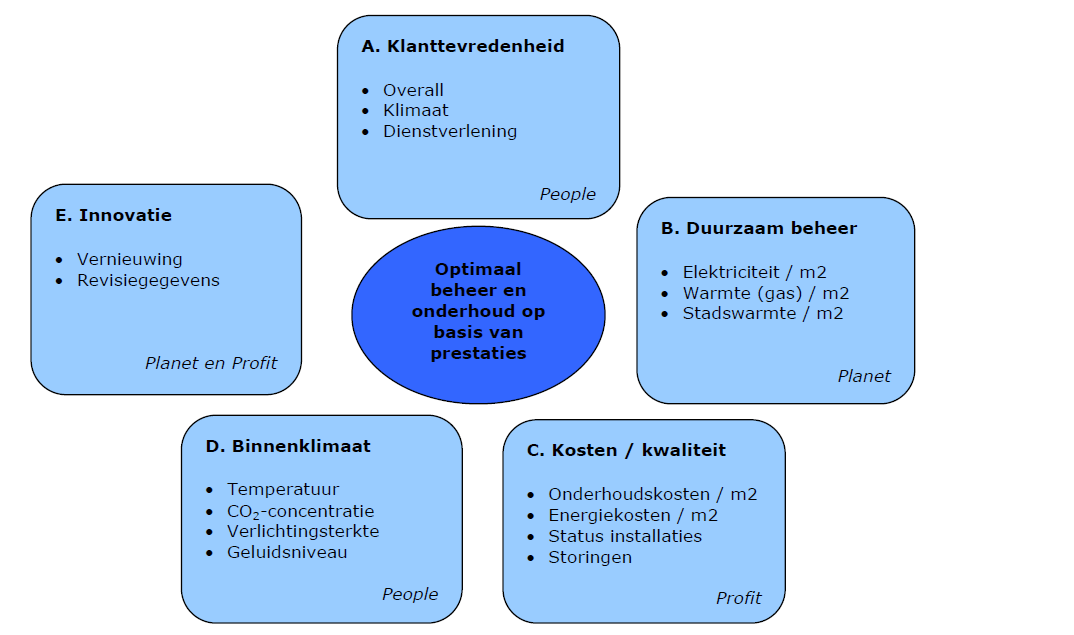 A. Klanttevredenheid
• Overall
• Klimaat
• Dienstverlening
People
E. Innovatie
• Vernieuwing
• Revisiegegevens
Planet en Profit
B. Duurzaam beheer
• Elektriciteit / m2
• Warmte (gas) / m2
• Stadswarmte / m2
Planet
Optimaal
beheer en
onderhoud op
basis van
prestaties
D. Binnenklimaat
• Temperatuur
• CO₂-concentratie
• Verlichtingsterkte
• Geluidsniveau
People
C. Kosten / kwaliteit
• Onderhoudskosten / m2
• Energiekosten / m2
• Status installaties
• Storingen
Profit